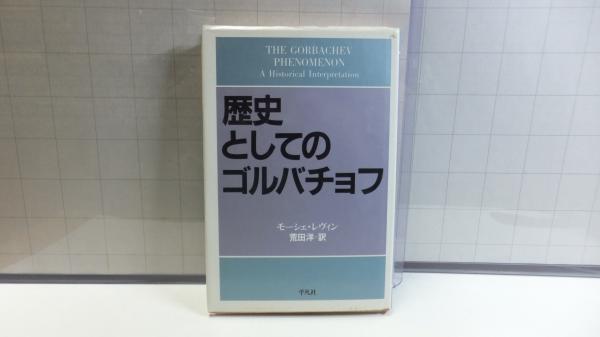 THE GORBACHEV
PHENOMENON
A Historical Interpretation
歴史
としての
ゴルバチョフ
モーシェ・レヴィン
荒田洋・訳
平凡社